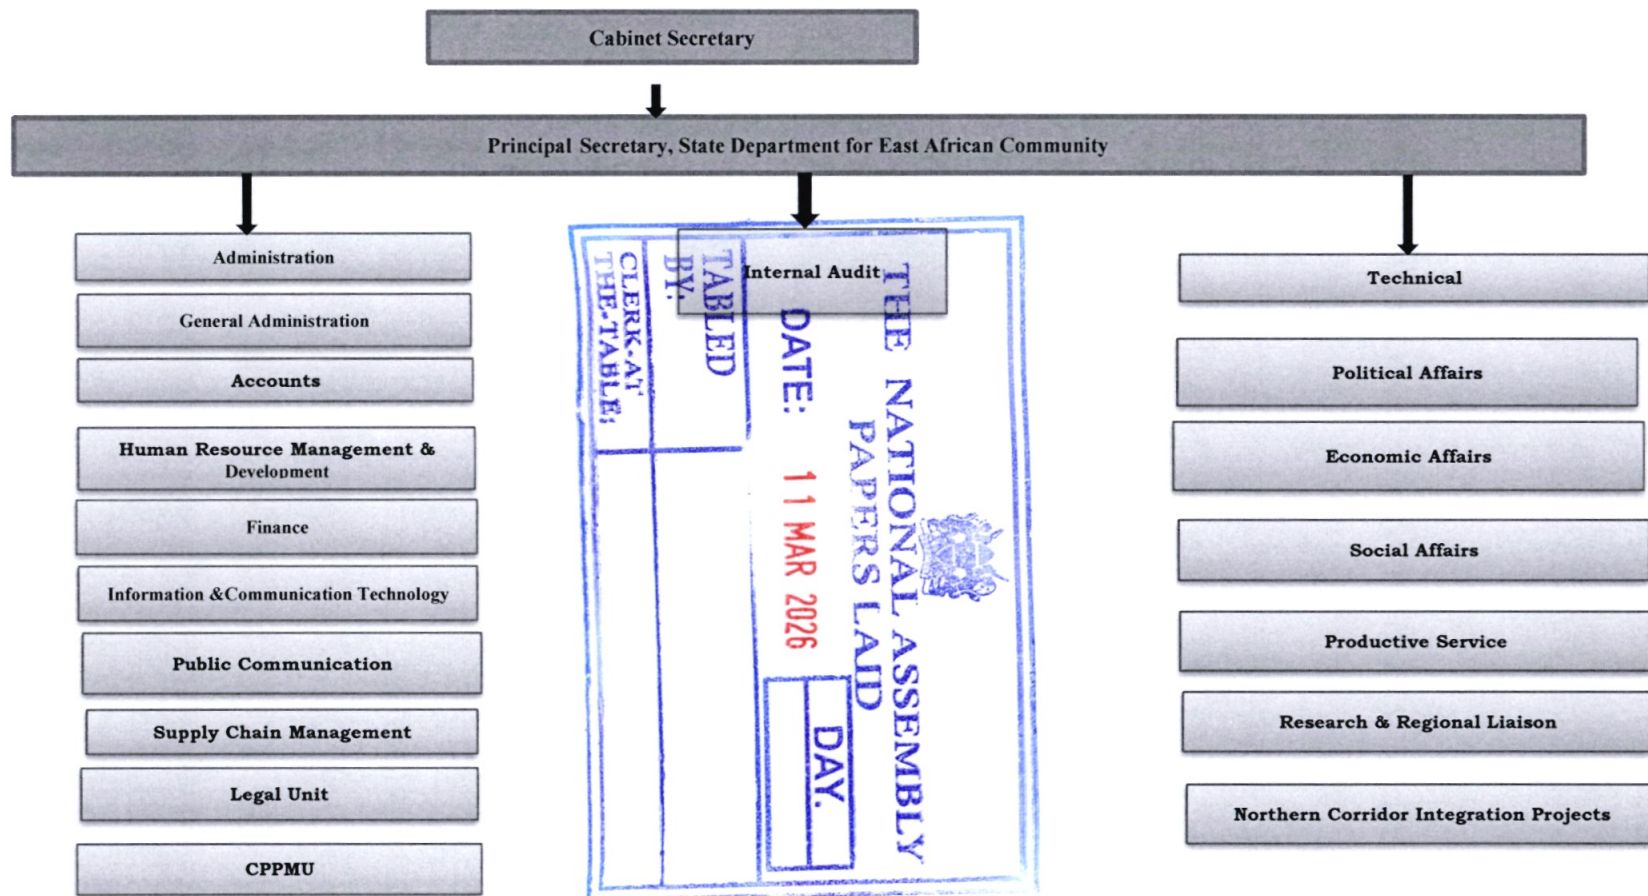 Cabinet Secretary
Principal Secretary, State Department for East African Community
Administration
General Administration
Accounts
Human Resource Management &
Development
Finance
Information &Communication Technology
Public Communication
Supply Chain Management
Legal Unit
CPPMU
Internal Audit
THE NATIONAL ASSEMBLY
PAPERS LAID
DATE: 11 MAR 2026
DAY.
TABLED
BY:
CLERK-AT
THE-TABLE:
Technical
Political Affairs
Economic Affairs
Social Affairs
Productive Service
Research & Regional Liaison
Northern Corridor Integration Projects